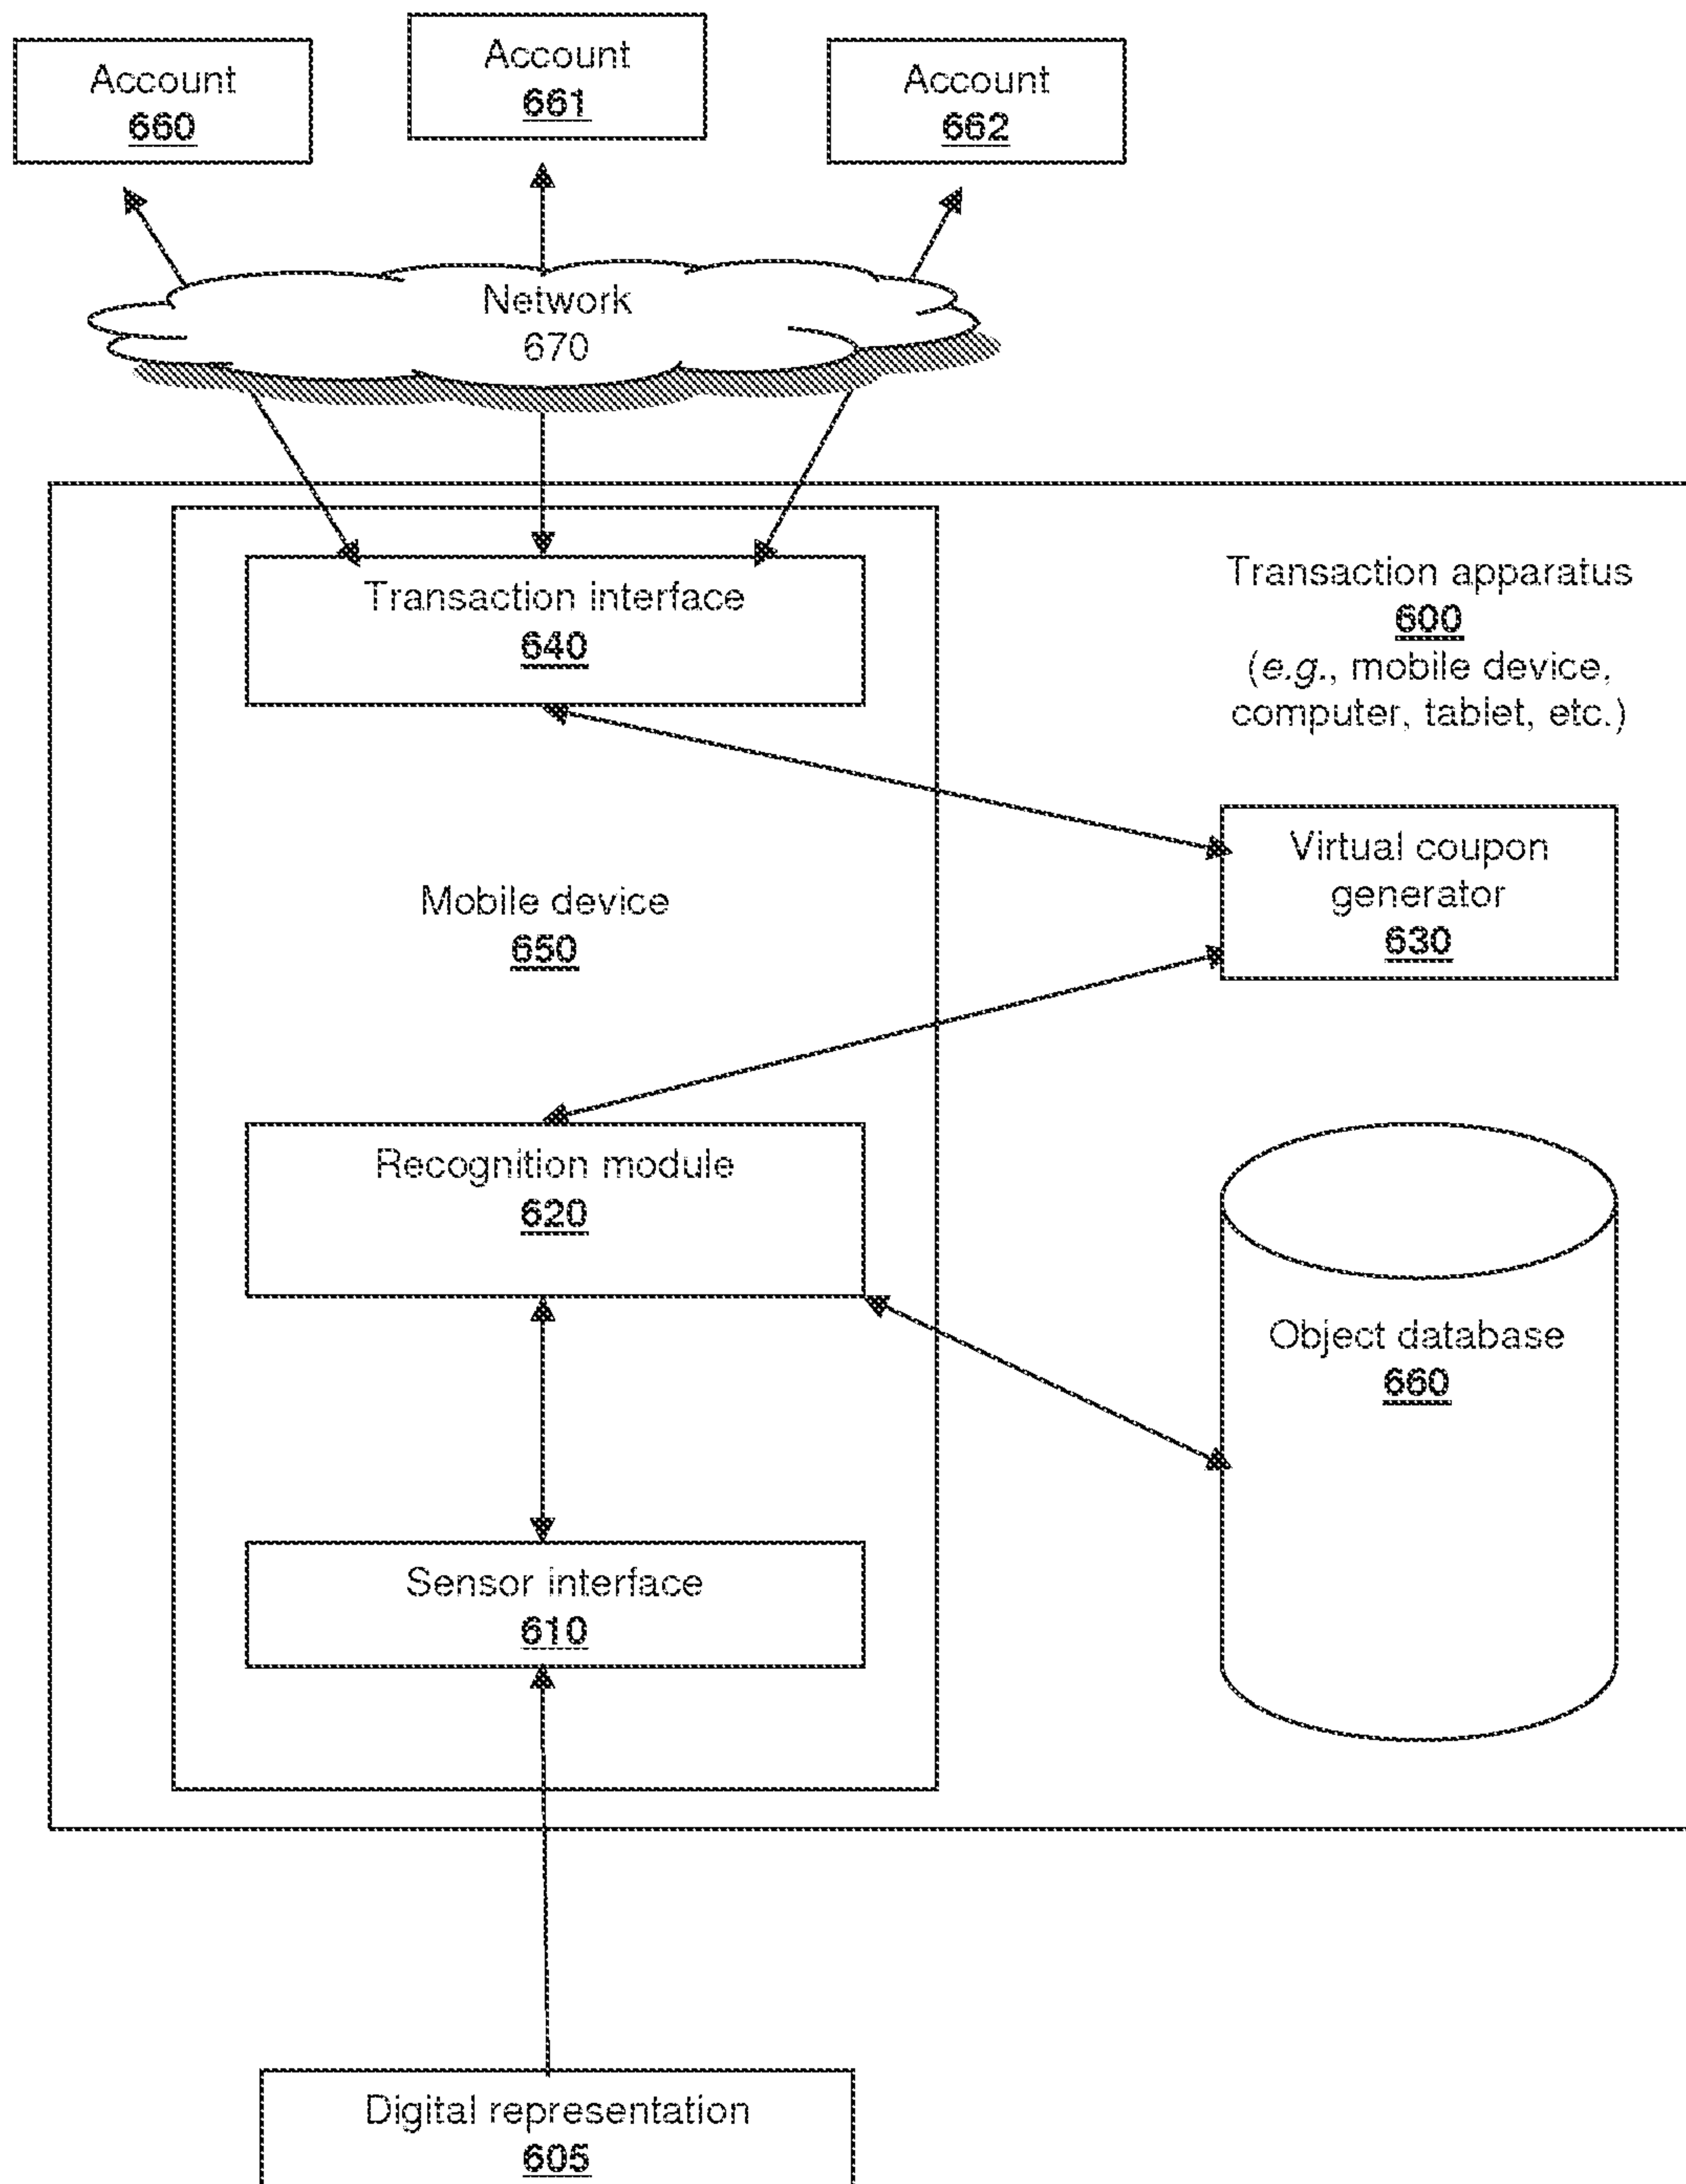 Account
660
Account
661
Account
662
Network
670
Transaction interface
640
Transaction apparatus
600
(e.g., mobile device,
computer, tablet, etc.)
Virtual coupon
generator
630
Mobile device
650
Recognition module
620
Object database
660
Sensor interface
610
Digital representation
605